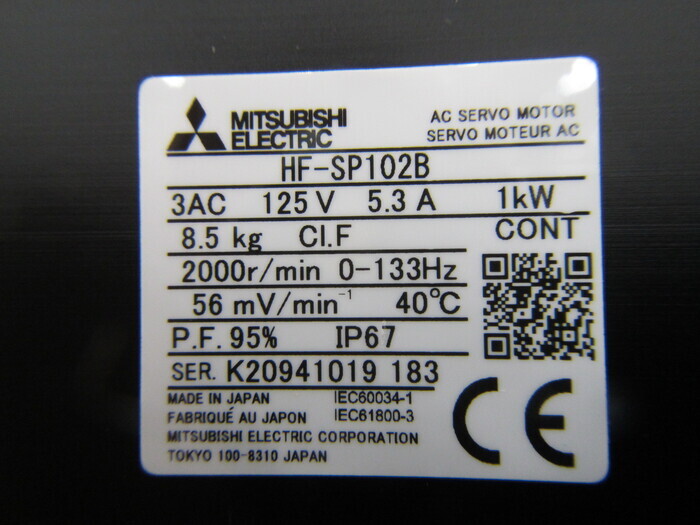 MITSUBISHI
ELECTRIC
AC SERVO MOTOR
SERVO MOTEUR AC
HF-SP102B
3AC 125 V 5.3 A 1kW
8.5 kg CI.F CONT
2000r/min 0-133Hz
56 mV/min⁻¹ 40℃
P.F. 95% IP67
SER. K20941019 183
MADE IN JAPAN IEC60034-1
FABRIQUÉ AU JAPON IEC61800-3
MITSUBISHI ELECTRIC CORPORATION
TOKYO 100-8310 JAPAN
CE